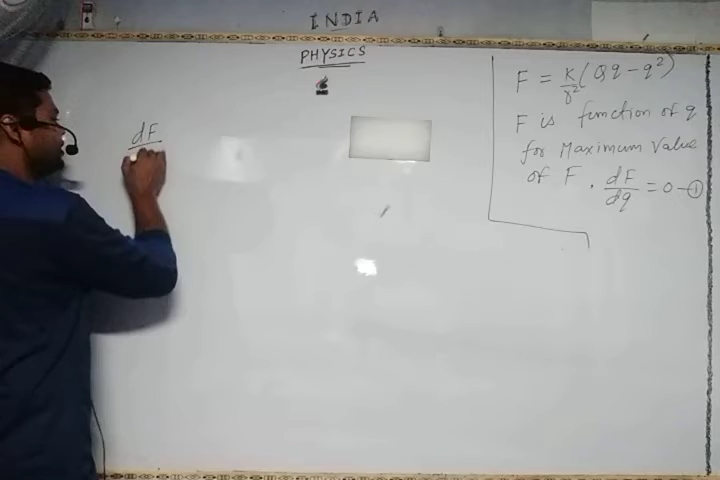 INDIA
PHYSICS
dF
F = K/r² (Qq - q²)
F is function of q
for Maximum Value
of F, dF/dq = 0 - ①